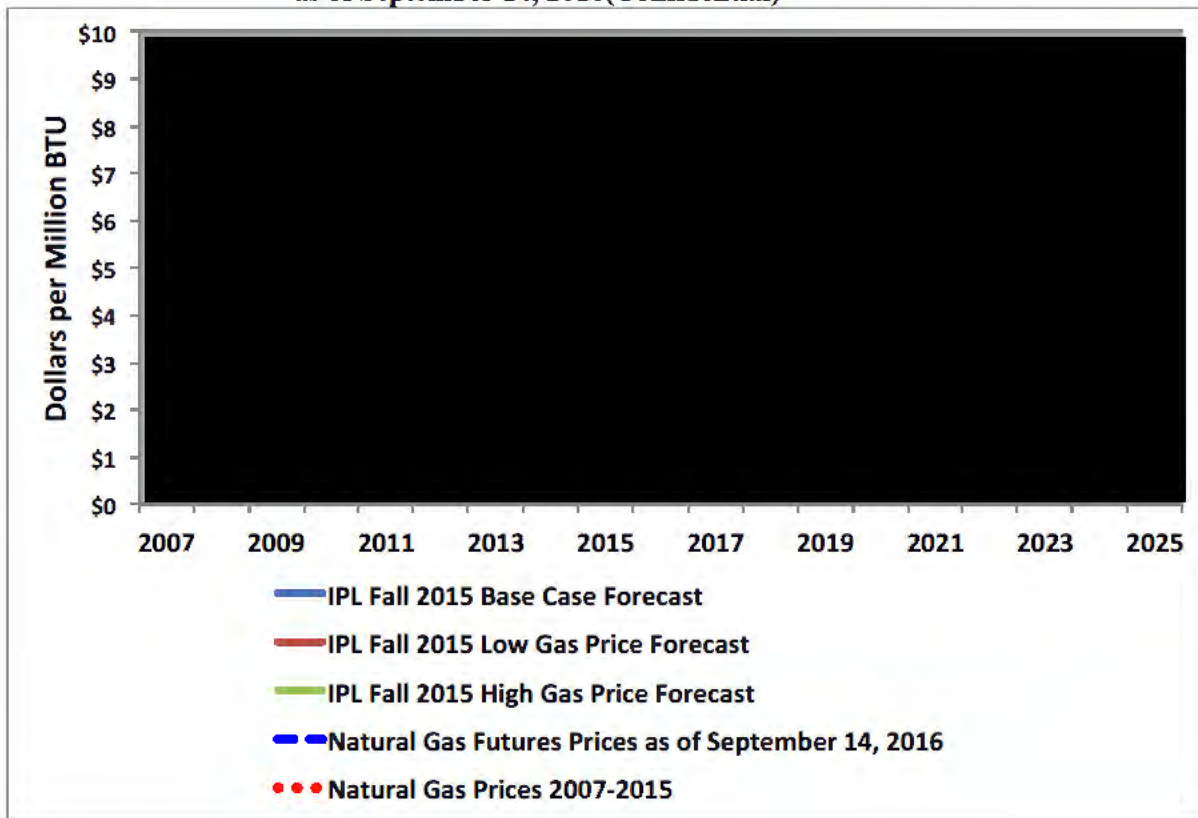 $10
$9
$8
$7
$6
$5
$4
$3
$2
$1
$0
Dollars per Million BTU
2007 2009 2011 2013 2015 2017 2019 2021 2023 2025
IPL Fall 2015 Base Case Forecast
IPL Fall 2015 Low Gas Price Forecast
IPL Fall 2015 High Gas Price Forecast
Natural Gas Futures Prices as of September 14, 2016
Natural Gas Prices 2007-2015